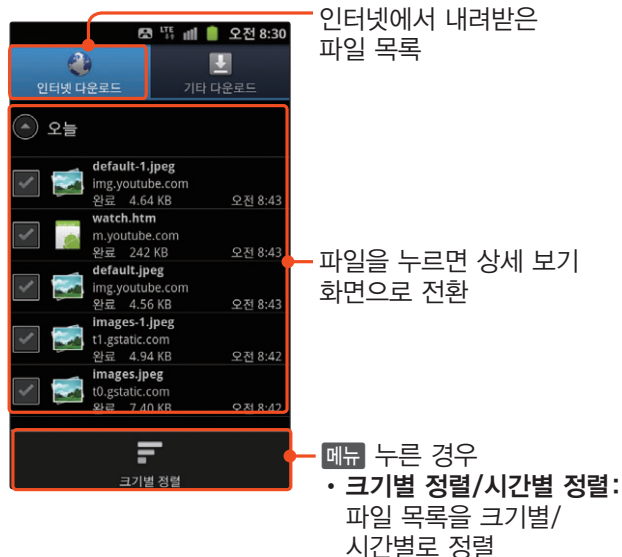 LTE 오전 8:30
인터넷 다운로드 기타 다운로드
오늘
default-1.jpeg
img.youtube.com
완료 4.64 KB 오전 8:43
watch.htm
m.youtube.com
완료 242 KB 오전 8:43
default.jpeg
img.youtube.com
완료 4.56 KB 오전 8:43
images-1.jpeg
t1.gstatic.com
완료 4.94 KB 오전 8:42
images.jpeg
t0.gstatic.com
완료 7.40 KB 오전 8:42
크기별 정렬
인터넷에서 내려받은
파일 목록
파일을 누르면 상세 보기
화면으로 전환
메뉴 누른 경우
• 크기별 정렬/시간별 정렬:
파일 목록을 크기별/
시간별로 정렬